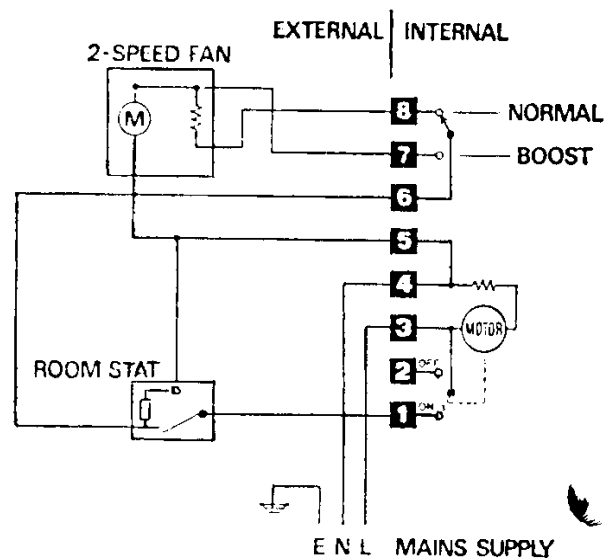 EXTERNAL INTERNAL
2-SPEED FAN
M
8 NORMAL
7 BOOST
6
5
4
3 MOTOR
2 OFF
ROOM STAT
1 ON
E N L MAINS SUPPLY